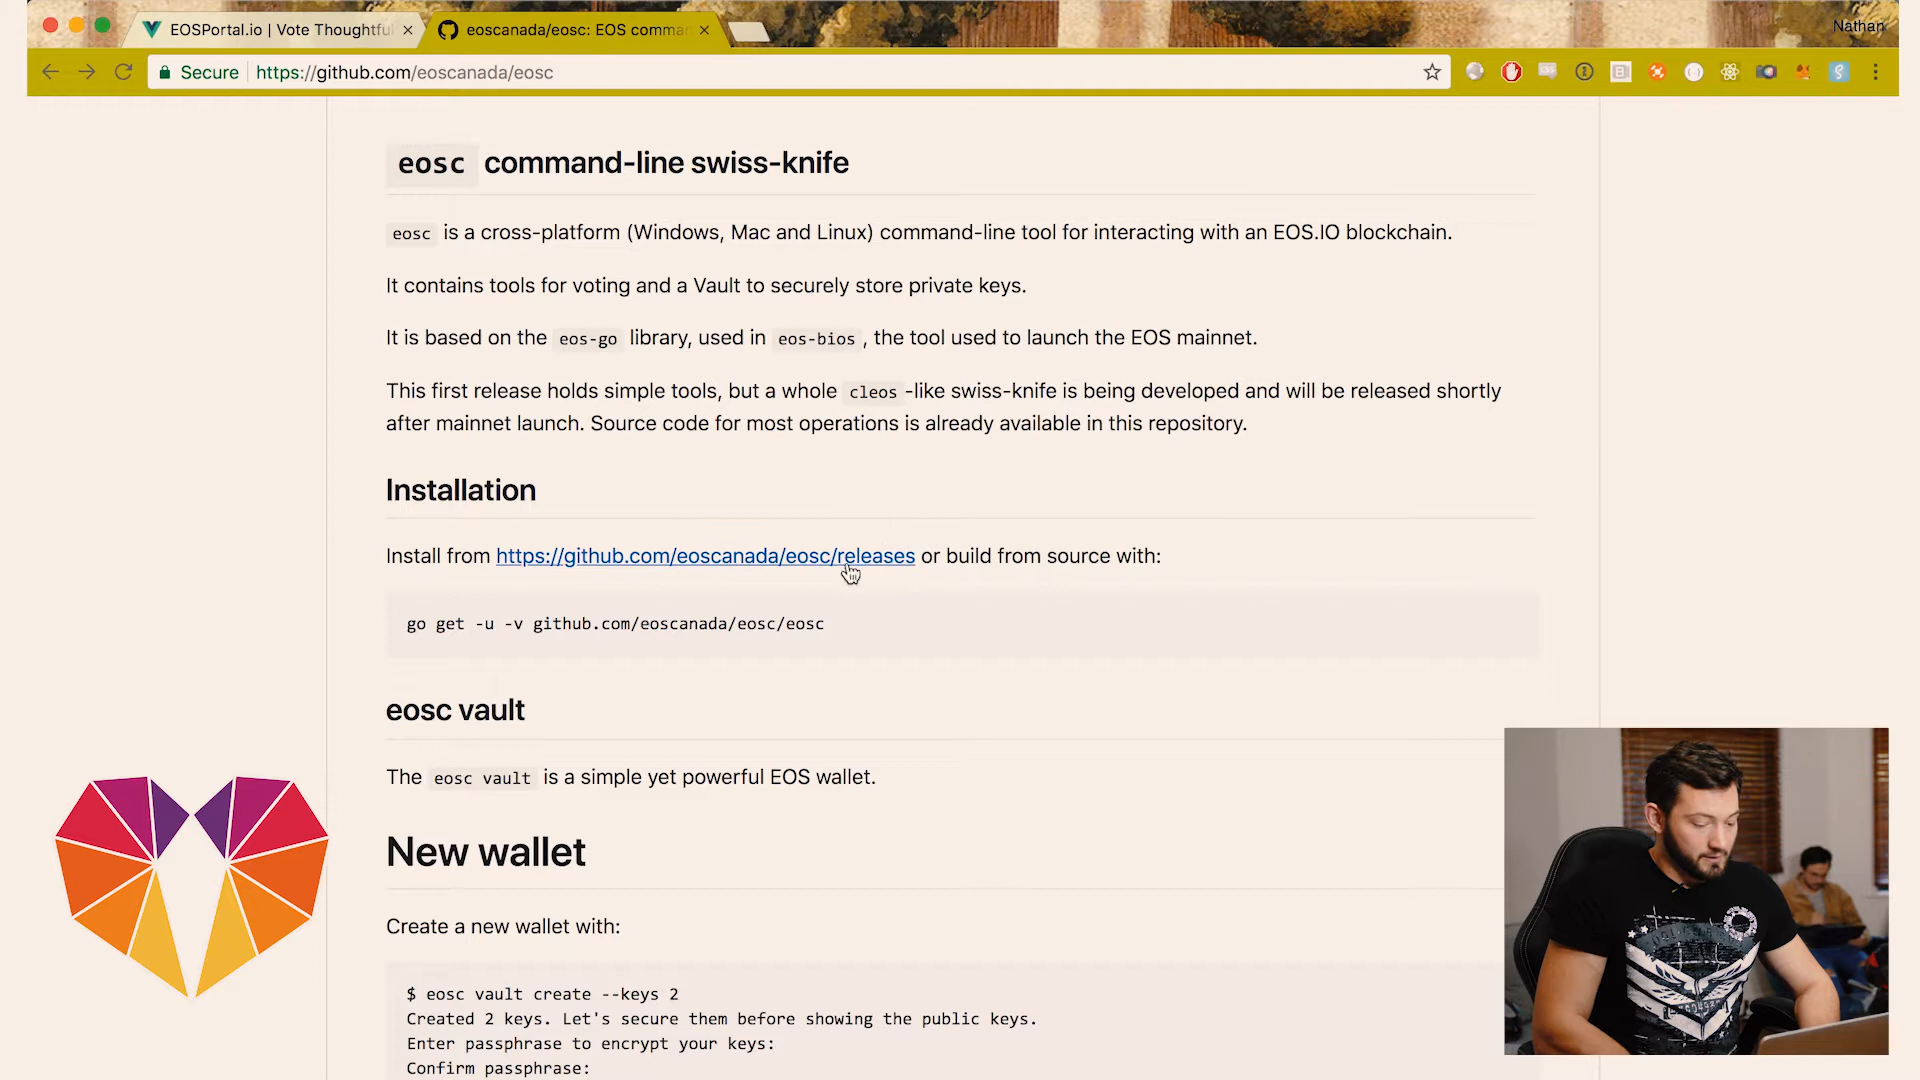 EOSPortal.io | Vote Thoughtful
eoscanada/eosc: EOS comma
Nathan
Secure
https://github.com/eoscanada/eosc
eosc command-line swiss-knife
eosc is a cross-platform (Windows, Mac and Linux) command-line tool for interacting with an EOS.IO blockchain.
It contains tools for voting and a Vault to securely store private keys.
It is based on the eos-go library, used in eos-bios , the tool used to launch the EOS mainnet.
This first release holds simple tools, but a whole cleos -like swiss-knife is being developed and will be released shortly
after mainnet launch. Source code for most operations is already available in this repository.
Installation
Install from https://github.com/eoscanada/eosc/releases or build from source with:
go get -u -v github.com/eoscanada/eosc/eosc
eosc vault
The eosc vault is a simple yet powerful EOS wallet.
New wallet
Create a new wallet with:
$ eosc vault create --keys 2
Created 2 keys. Let's secure them before showing the public keys.
Enter passphrase to encrypt your keys:
Confirm passphrase: